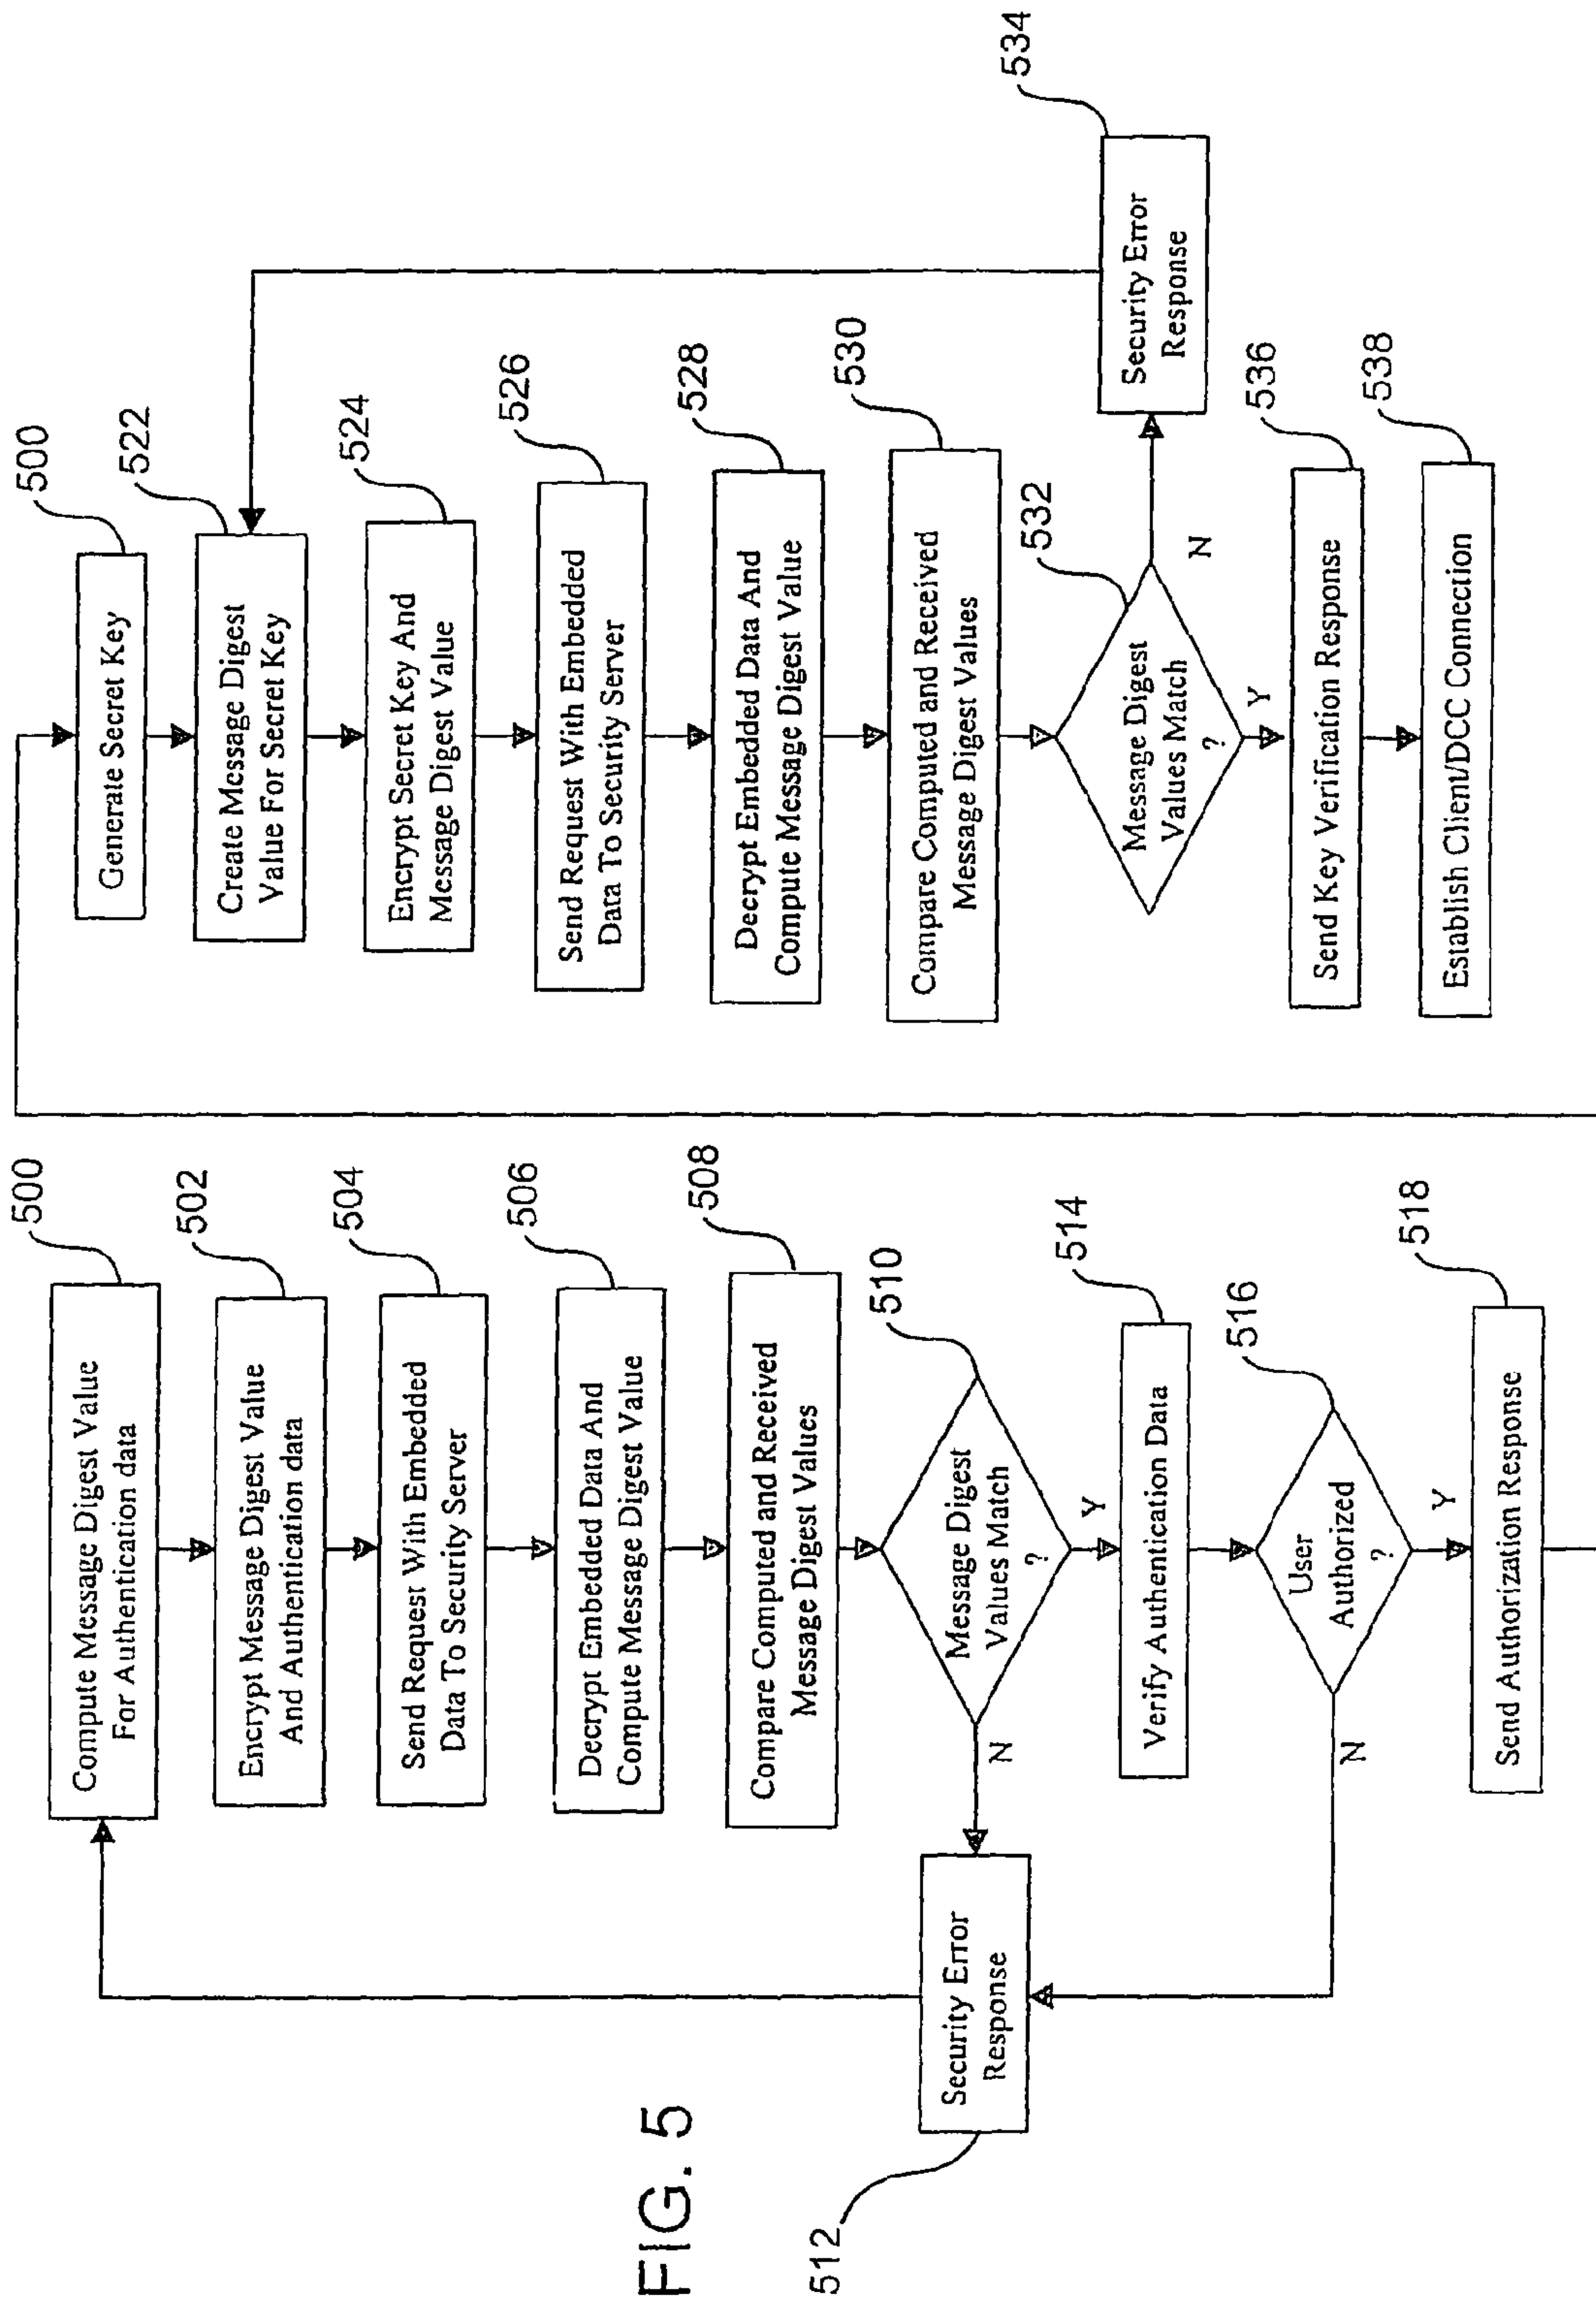 500
Compute Message Digest Value
For Authentication data
502
Encrypt Message Digest Value
And Authentication data
504
Send Request With Embedded
Data To Security Server
506
Decrypt Embedded Data And
Compute Message Digest Value
508
Compare Computed and Received
Message Digest Values
510
Message Digest
Values Match
?
N
Y
512
Security Error
Response
514
Verify Authentication Data
516
User
Authorized
?
N
Y
518
Send Authorization Response
500
Generate Secret Key
522
Create Message Digest
Value For Secret Key
524
Encrypt Secret Key And
Message Digest Value
526
Send Request With Embedded
Data To Security Server
528
Decrypt Embedded Data And
Compute Message Digest Value
530
Compare Computed and Received
Message Digest Values
532
Message Digest
Values Match
?
N
Y
534
Security Error
Response
536
Send Key Verification Response
538
Establish Client/DCC Connection
FIG. 5